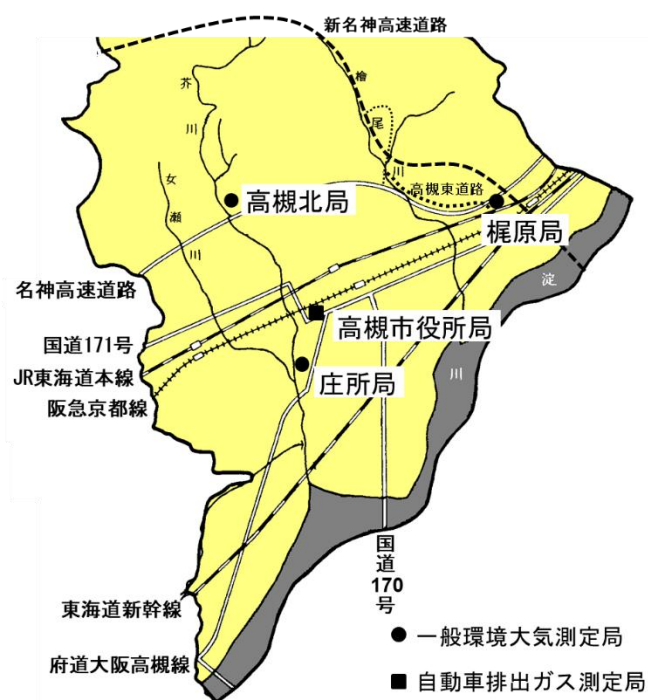 新名神高速道路
芥川
檜尾川
女瀬川
高槻東道路
高槻北局
梶原局
名神高速道路
淀川
高槻市役所局
国道171号
JR東海道本線
庄所局
阪急京都線
国道170号
東海道新幹線
●一般環境大気測定局
府道大阪高槻線
■自動車排出ガス測定局